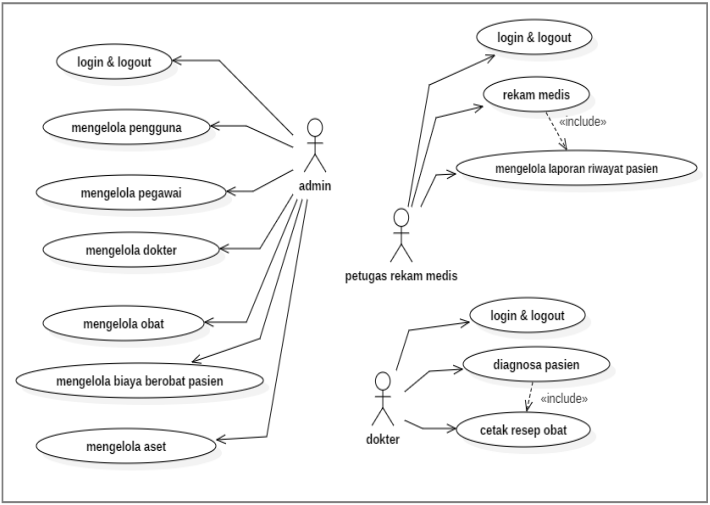 login & logout
mengelola pengguna
mengelola pegawai
mengelola dokter
mengelola obat
mengelola biaya berobat pasien
mengelola aset
admin
login & logout
rekam medis
«include»
mengelola laporan riwayat pasien
petugas rekam medis
login & logout
diagnosa pasien
«include»
cetak resep obat
dokter